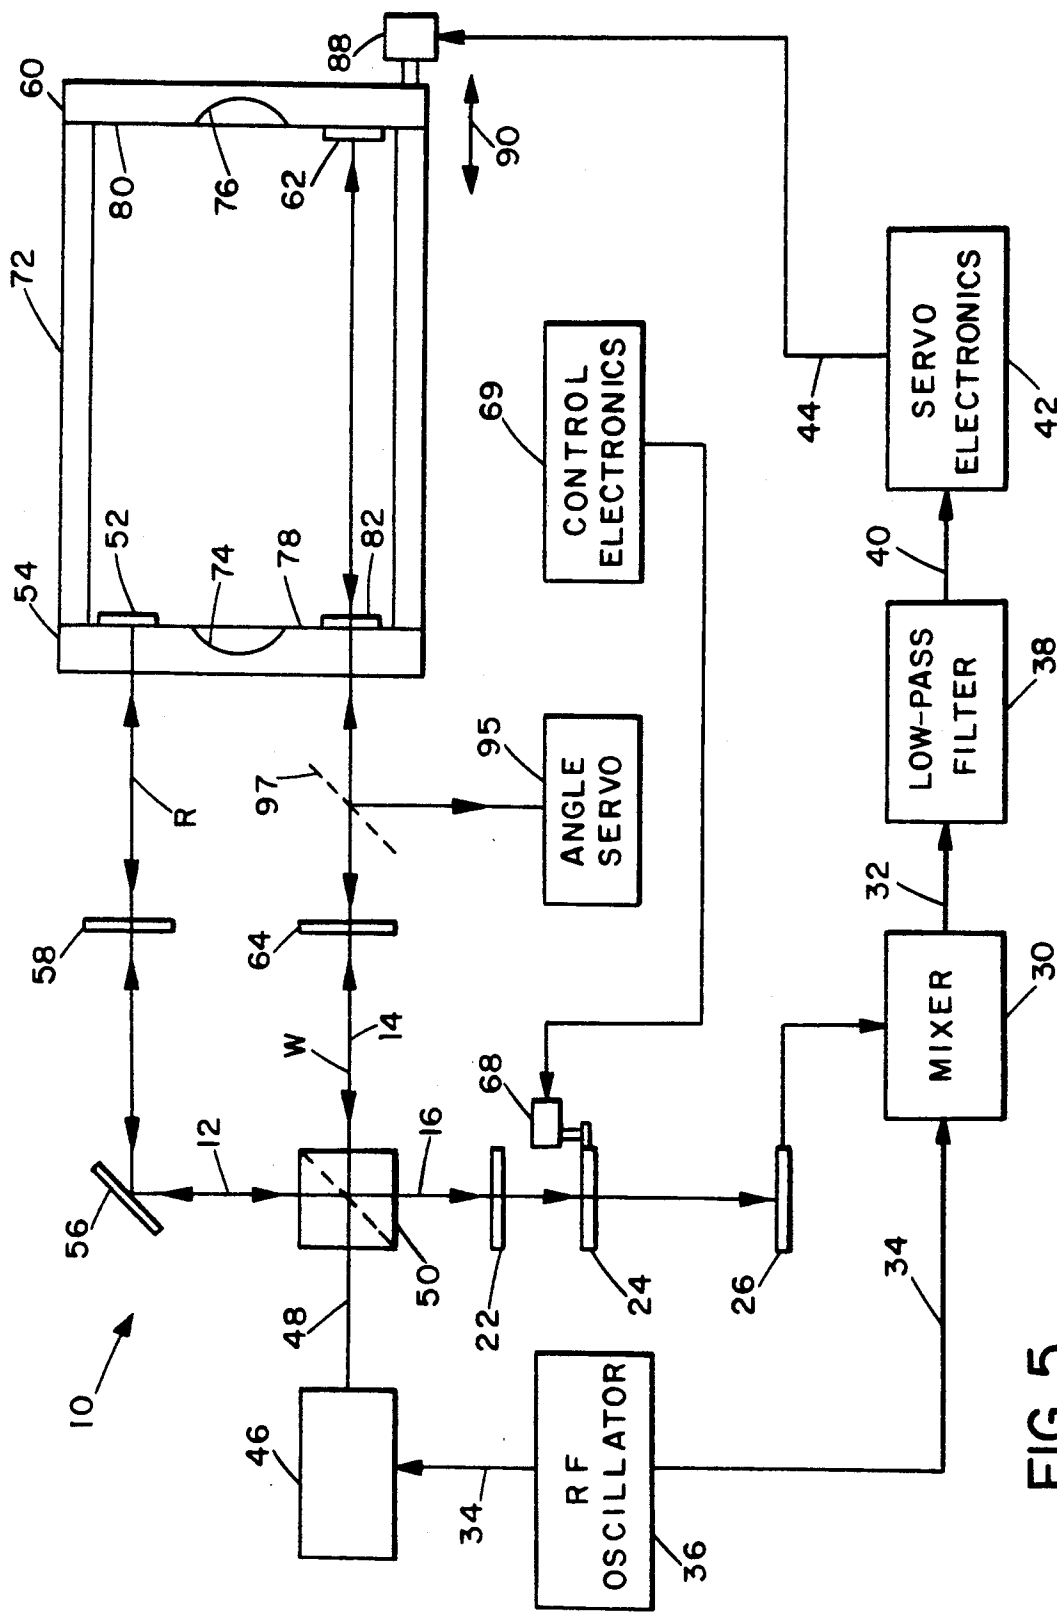 10
56
12
58
R
54
52
72
80
60
74
76
78
82
62
88
90
46
48
50
W
14
64
97
16
22
68
24
26
ANGLE
SERVO
95
CONTROL
ELECTRONICS
69
34
RF
OSCILLATOR
36
34
MIXER
30
32
LOW-PASS
FILTER
38
40
SERVO
ELECTRONICS
42
44
FIG. 5